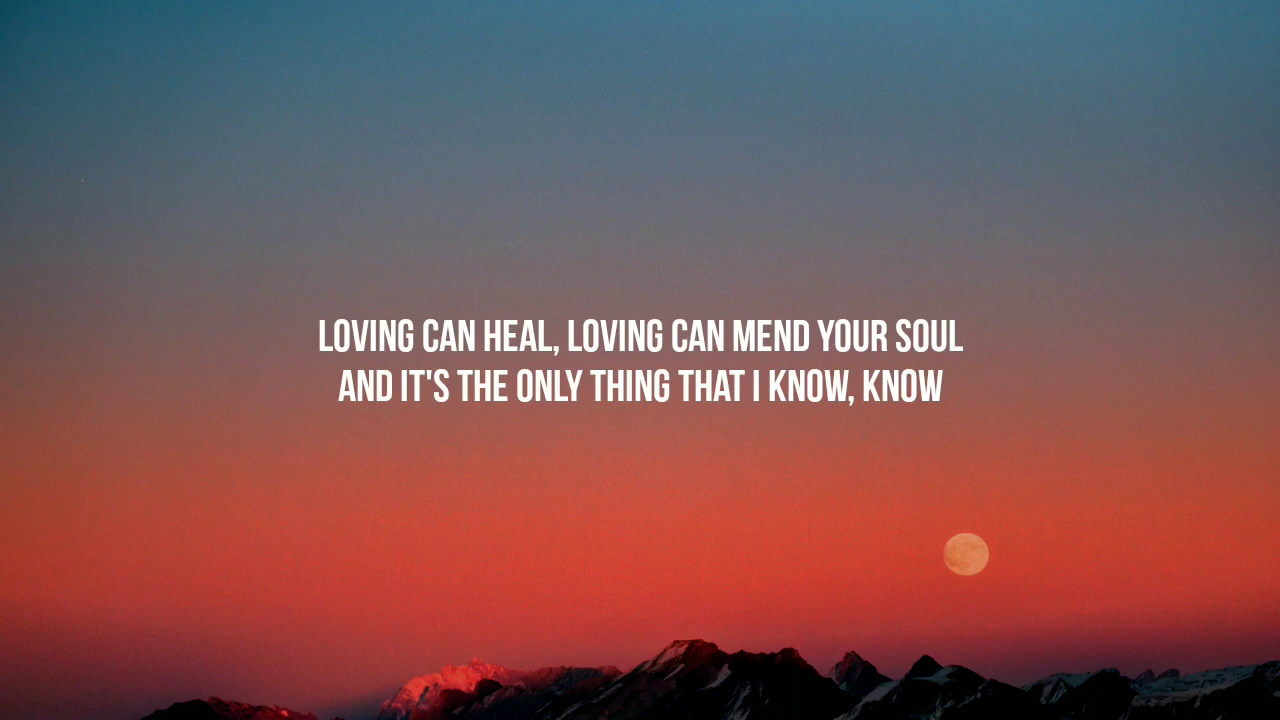 LOVING CAN HEAL, LOVING CAN MEND YOUR SOUL
AND IT'S THE ONLY THING THAT I KNOW, KNOW